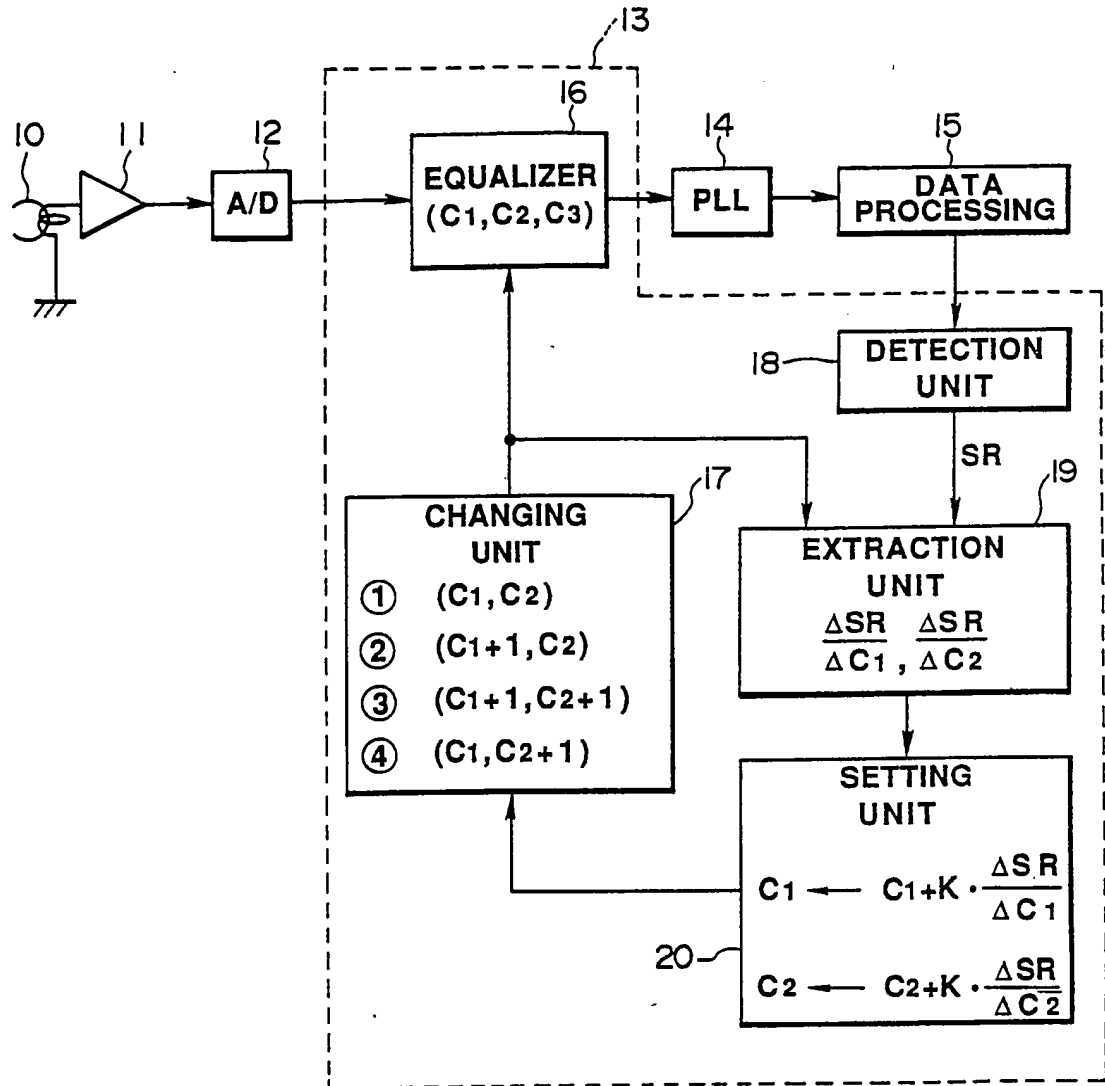 13
10
11
12
16
14
15
A/D
EQUALIZER
(C1,C2,C3)
PLL
DATA
PROCESSING
18
DETECTION
UNIT
SR
17
19
CHANGING
UNIT
① (C1,C2)
② (C1+1,C2)
③ (C1+1,C2+1)
④ (C1,C2+1)
EXTRACTION
UNIT
ΔSR/ΔC1, ΔSR/ΔC2
SETTING
UNIT
C1 ← C1+K·ΔSR/ΔC1
20
C2 ← C2+K·ΔSR/ΔC2